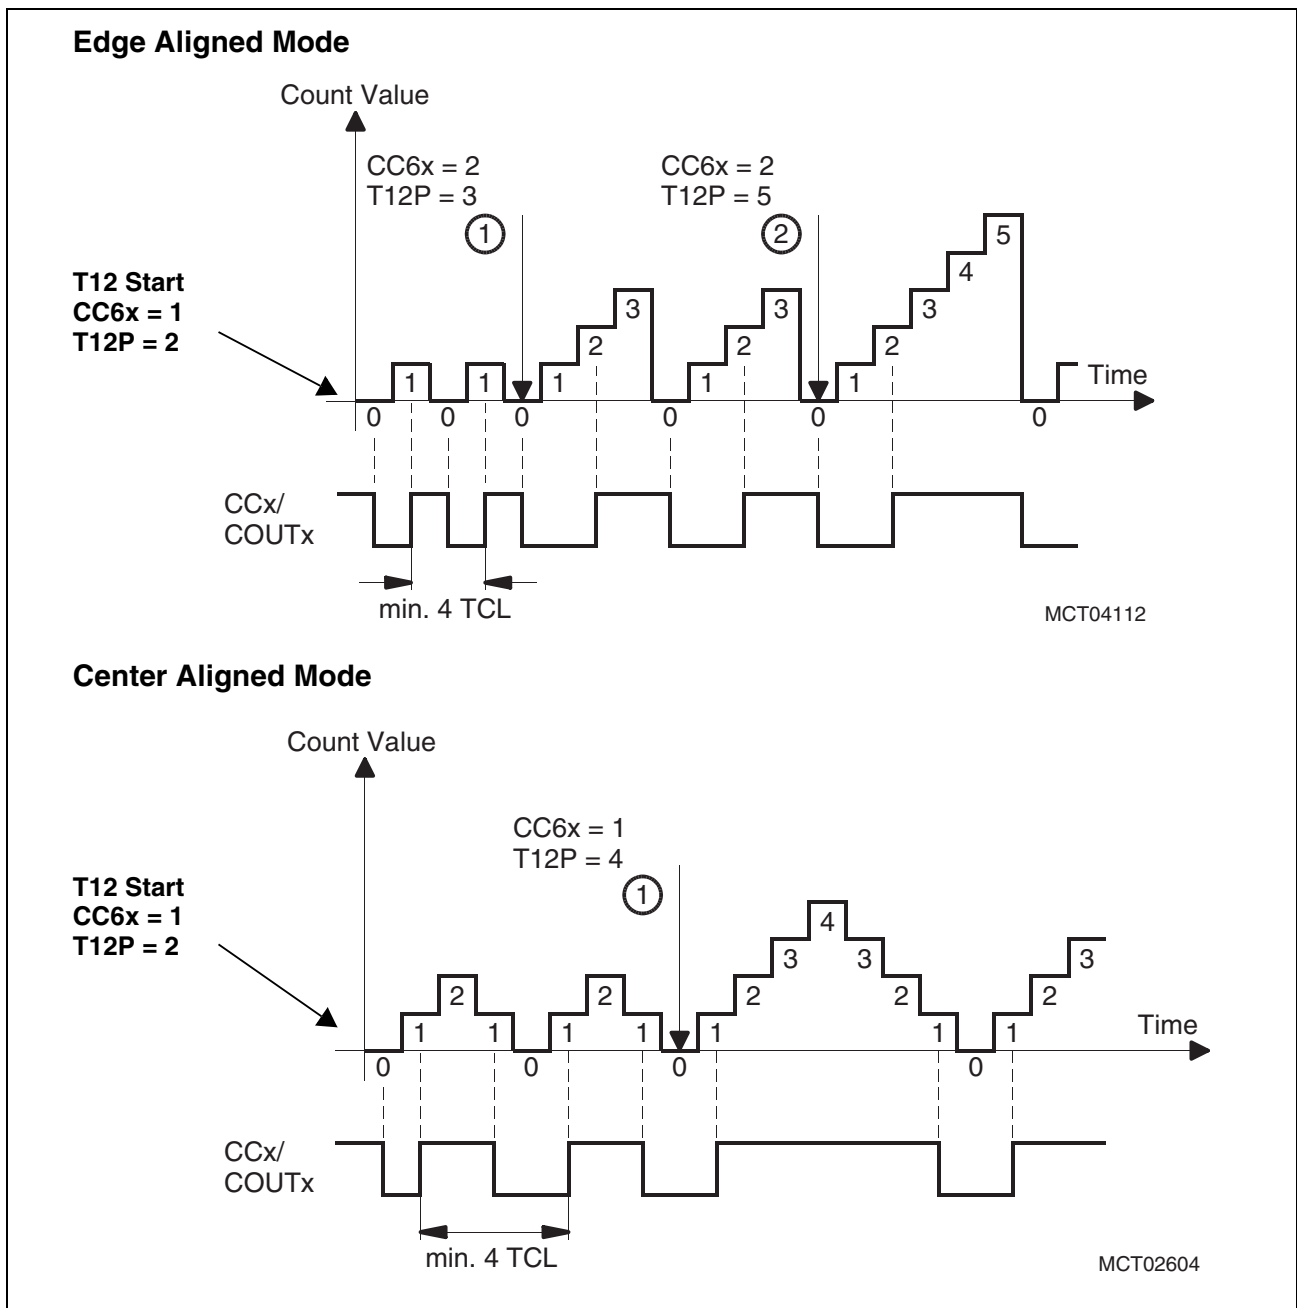 Edge Aligned Mode
Count Value
CC6x = 2
T12P = 3
1
CC6x = 2
T12P = 5
2
T12 Start
CC6x = 1
T12P = 2
5
4
3
3
3
2
2
2
1
1
1
1
1
Time
0
0
0
0
0
0
CCx/
COUTx
min. 4 TCL
MCT04112
Center Aligned Mode
Count Value
CC6x = 1
T12P = 4
1
T12 Start
CC6x = 1
T12P = 2
4
3
3
3
2
2
2
2
2
1
1
1
1
1
1
1
Time
0
0
0
0
CCx/
COUTx
min. 4 TCL
MCT02604